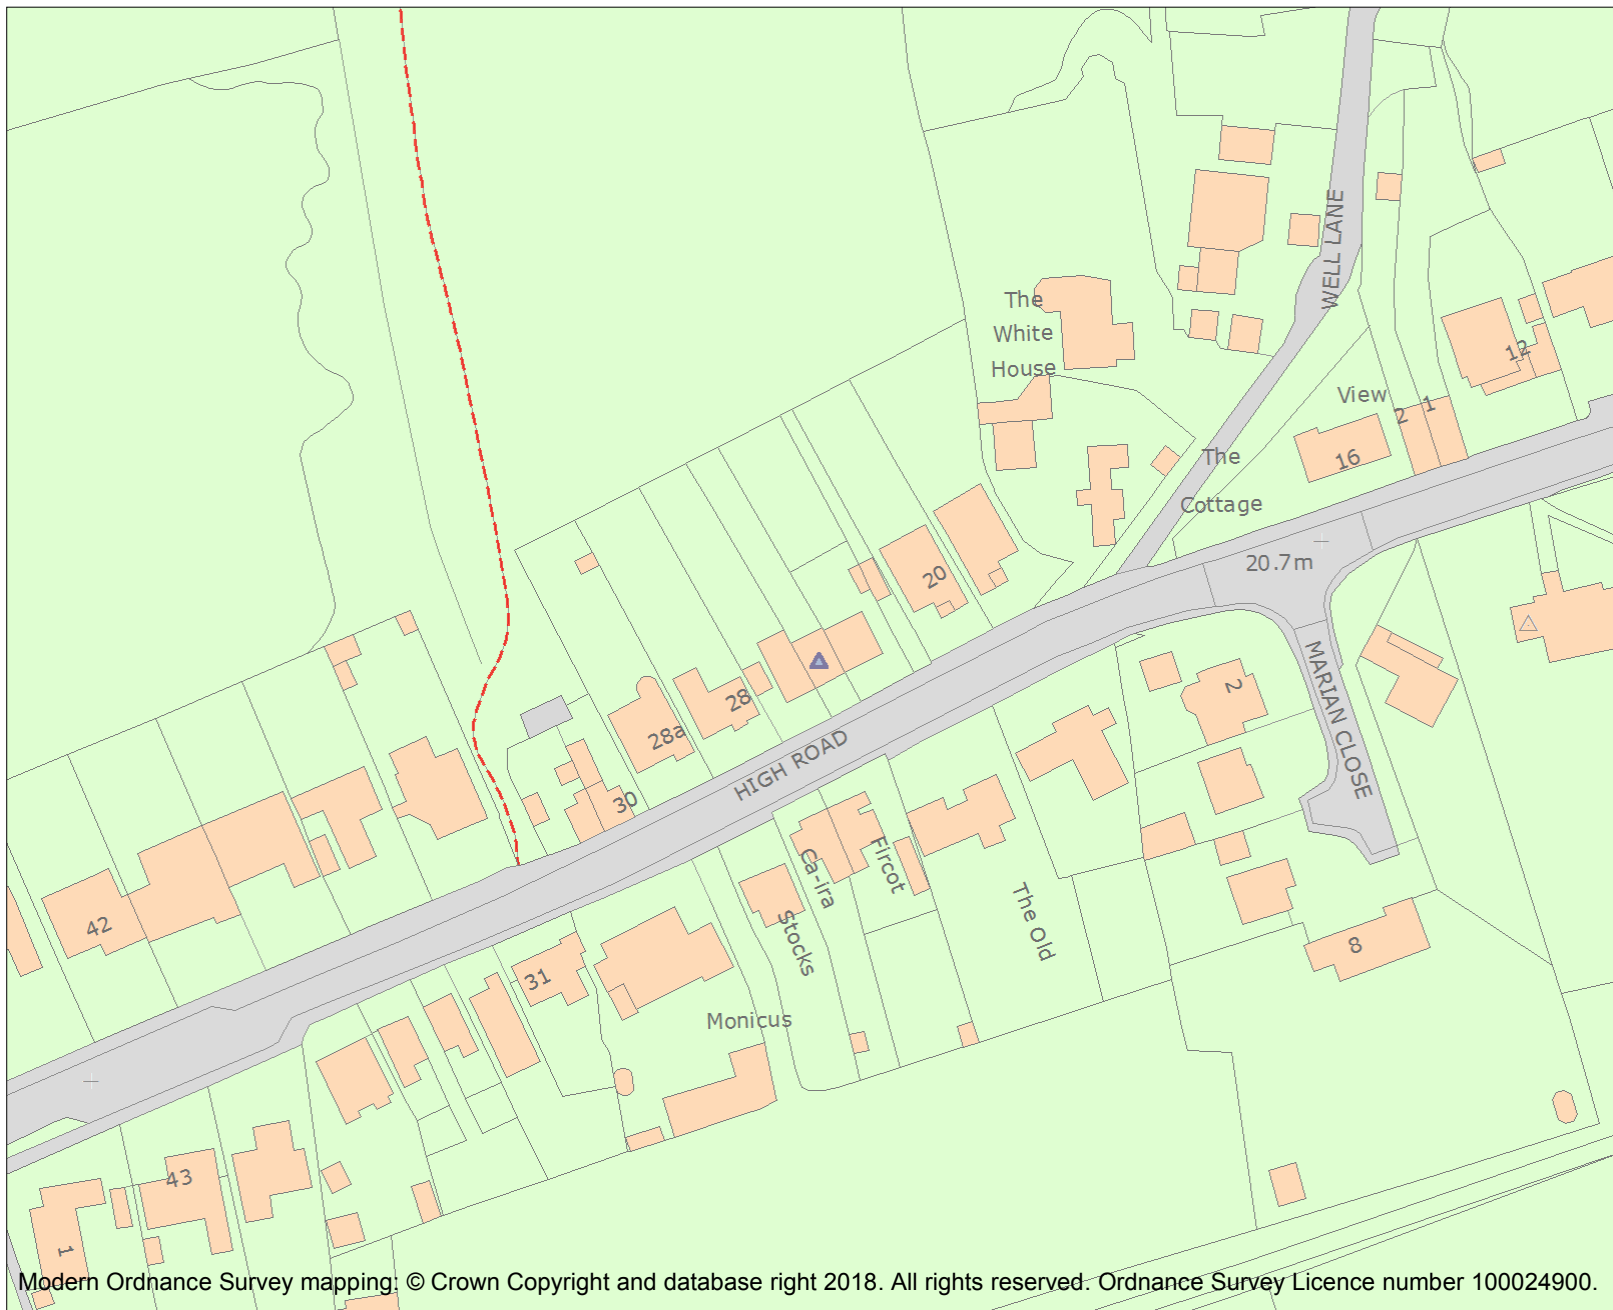 WELL LANE
The
White
House
12
View
2
1
16
The
Cottage
20.7m
20
28
28a
30
HIGH ROAD
2
MARIAN CLOSE
Ca-ira
Fircot
Stocks
The Old
8
42
31
Monicus
43
1
Modern Ordnance Survey mapping: © Crown Copyright and database right 2018. All rights reserved. Ordnance Survey Licence number 100024900.